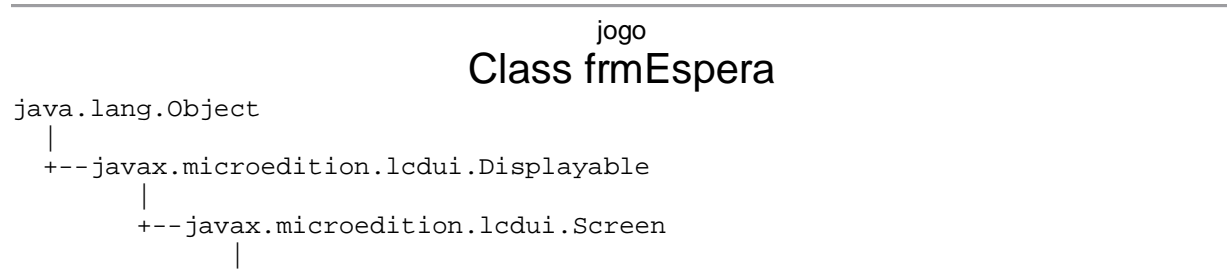 jogo
Class frmEspera
java.lang.Object
  |
  +--javax.microedition.lcdui.Displayable
        |
        +--javax.microedition.lcdui.Screen
              |